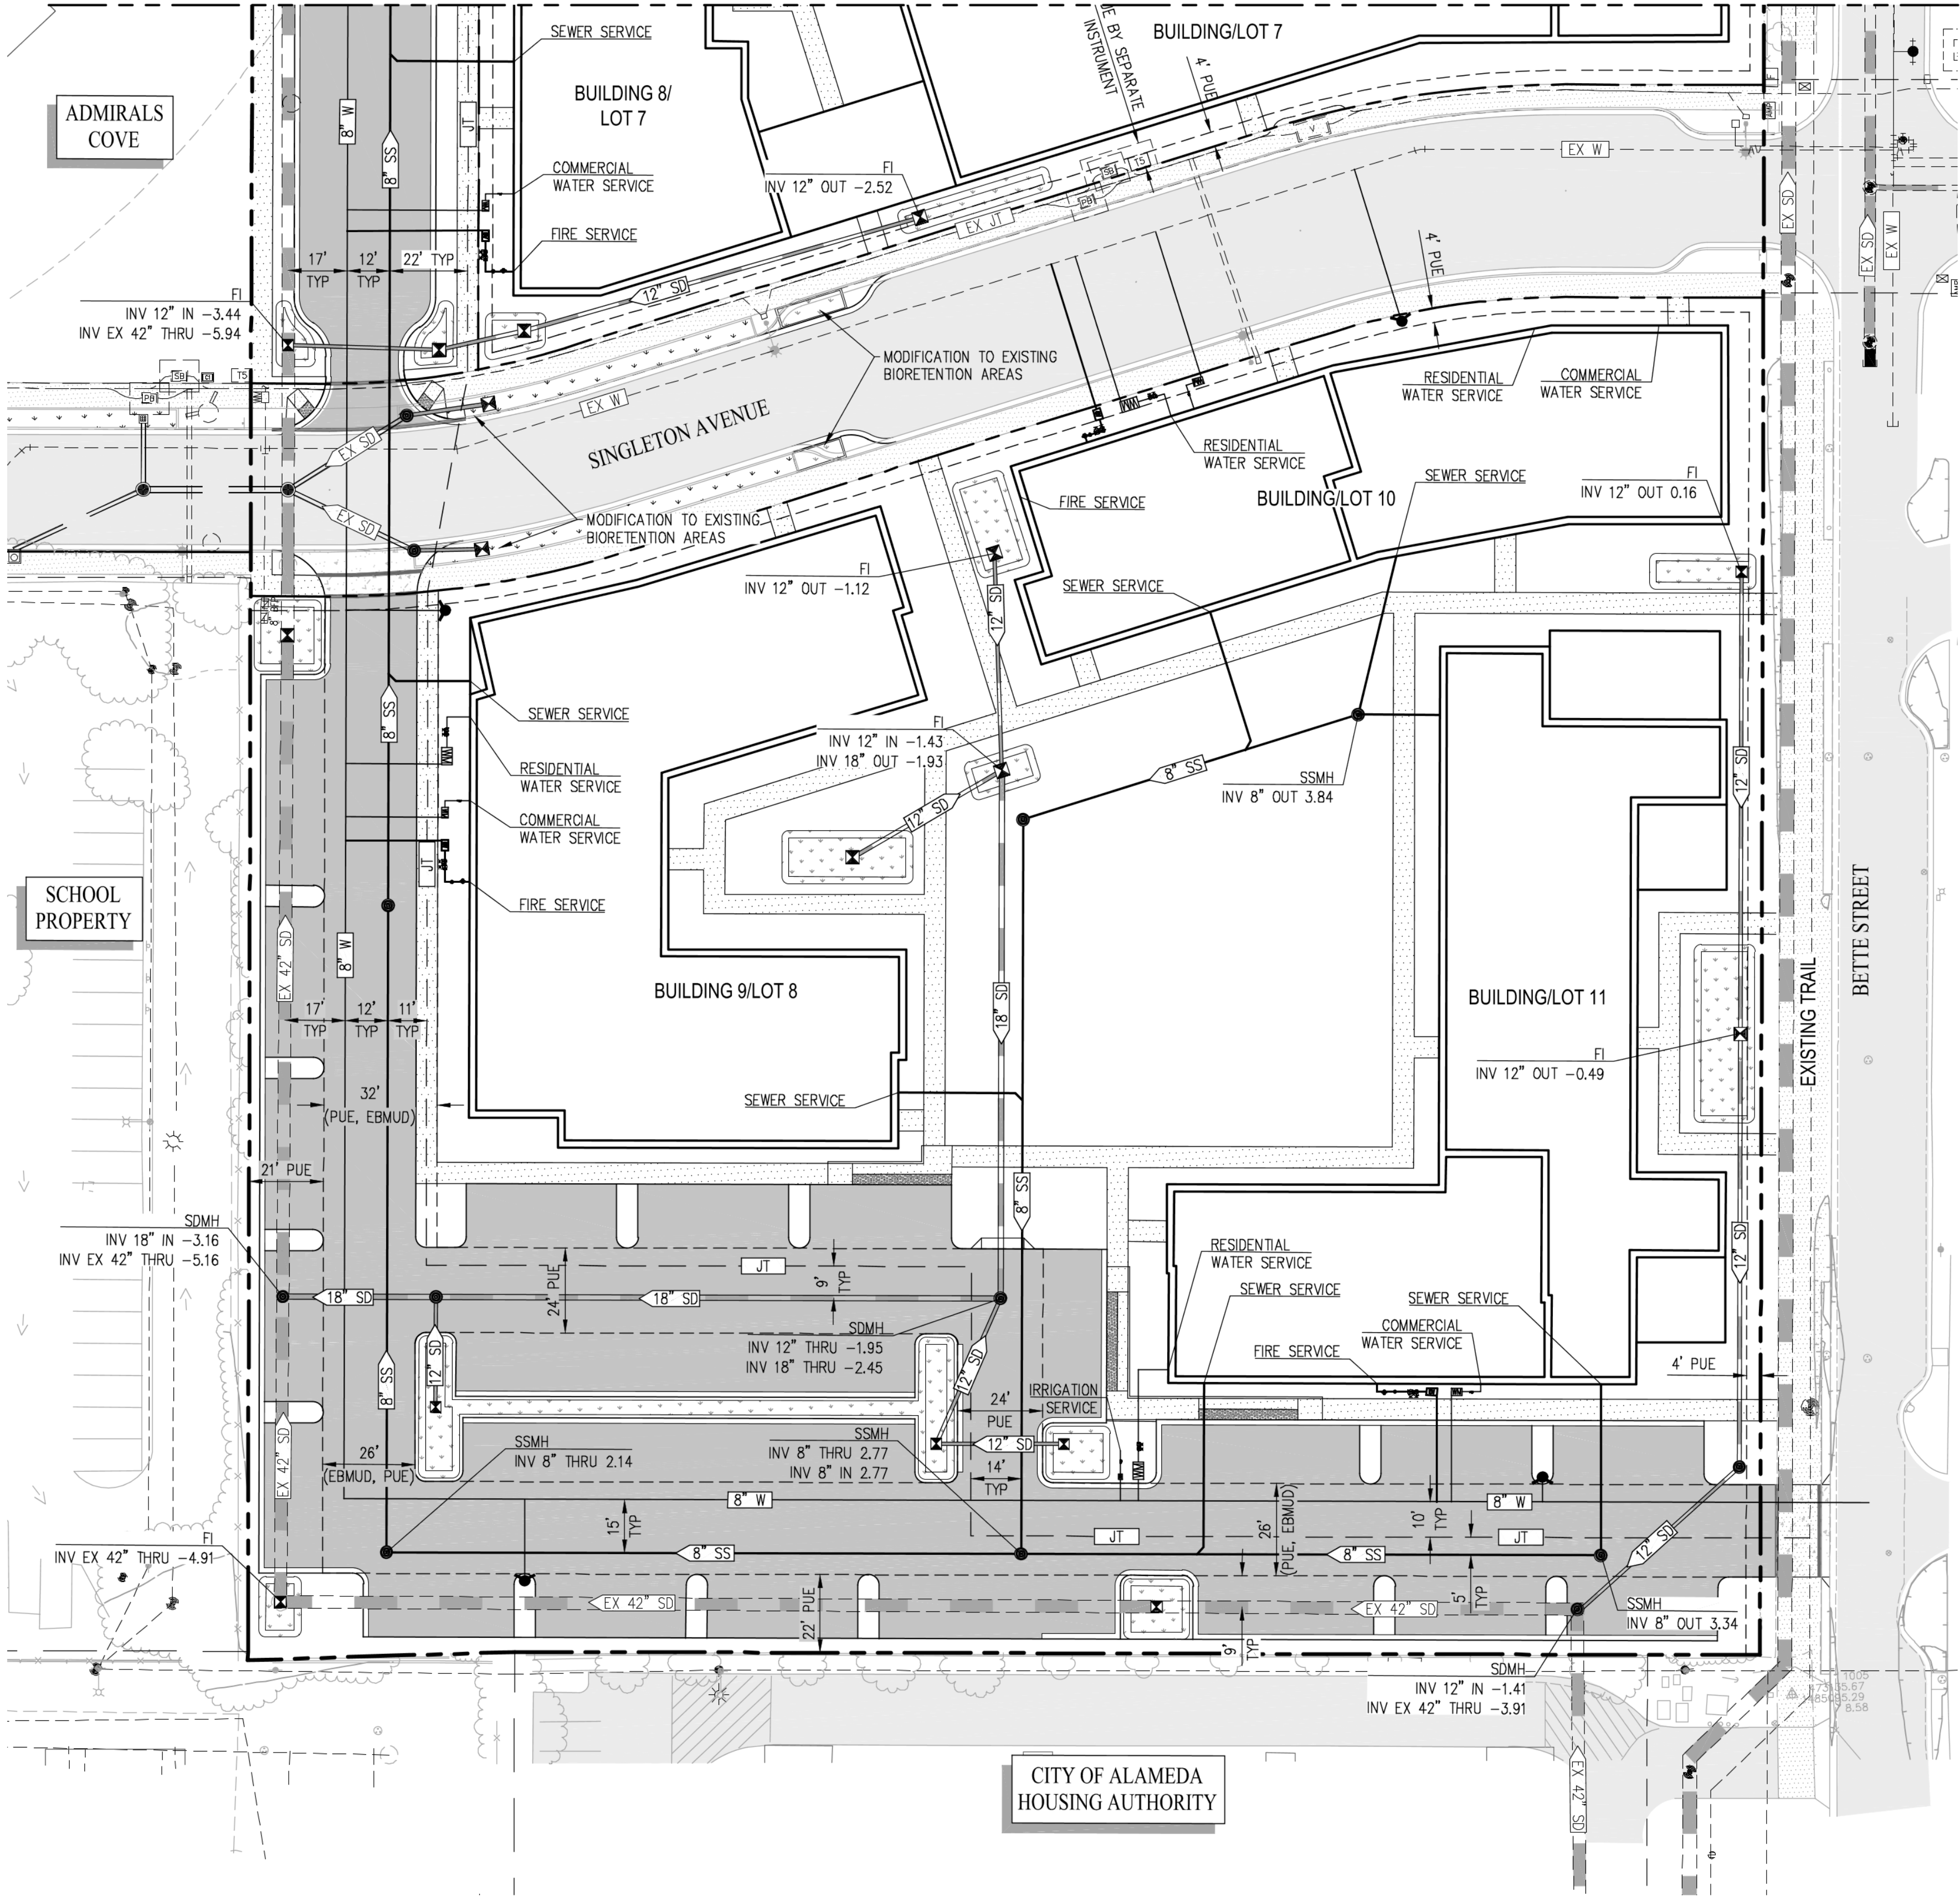 ADMIRALS
COVE
SEWER SERVICE
BUILDING 8/
LOT 7
BUILDING/LOT 7
E BY SEPARATE
INSTRUMENT
4' PUE
8" W
JT
8" SS
COMMERCIAL
WATER SERVICE
FIRE SERVICE
FI
INV 12" OUT -2.52
SB
T5
PB
V
EX JT
EX W
AMP
EX SD
EX SD
EX W
17'
TYP
12'
TYP
22' TYP
12" SD
4' PUE
FI
INV 12" IN -3.44
INV EX 42" THRU -5.94
MODIFICATION TO EXISTING
BIORETENTION AREAS
RESIDENTIAL
WATER SERVICE
COMMERCIAL
WATER SERVICE
SB
T5
PB
EX W
SINGLETON AVENUE
EX SD
EX SD
RESIDENTIAL
WATER SERVICE
SEWER SERVICE
FI
INV 12" OUT 0.16
BUILDING/LOT 10
FIRE SERVICE
MODIFICATION TO EXISTING
BIORETENTION AREAS
FI
INV 12" OUT -1.12
SEWER SERVICE
12" SD
8" SS
SEWER SERVICE
FI
INV 12" IN -1.43
INV 18" OUT -1.93
8" SS
SSMH
INV 8" OUT 3.84
12" SD
RESIDENTIAL
WATER SERVICE
12" SD
COMMERCIAL
WATER SERVICE
JT
FIRE SERVICE
SCHOOL
PROPERTY
EX 42" SD
8" W
BUILDING 9/LOT 8
18" SD
BUILDING/LOT 11
BETTE STREET
EXISTING TRAIL
17'
TYP
12'
TYP
11'
TYP
FI
INV 12" OUT -0.49
32'
(PUE, EBMUD)
SEWER SERVICE
21' PUE
8" SS
SDMH
INV 18" IN -3.16
INV EX 42" THRU -5.16
JT
24' PUE
9'
TYP
RESIDENTIAL
WATER SERVICE
SEWER SERVICE
12" SD
18" SD
18" SD
SEWER SERVICE
SDMH
INV 12" THRU -1.95
INV 18" THRU -2.45
COMMERCIAL
WATER SERVICE
FIRE SERVICE
4' PUE
12" SD
8" SS
12" SD
24'
PUE
IRRIGATION
SERVICE
EX 42" SD
26'
(EBMUD, PUE)
SSMH
INV 8" THRU 2.14
SSMH
INV 8" THRU 2.77
INV 8" IN 2.77
12" SD
14'
TYP
8" W
8" W
15'
TYP
26'
(PUE, EBMUD)
10'
TYP
JT
JT
12" SD
FI
INV EX 42" THRU -4.91
8" SS
8" SS
EX 42" SD
22' PUE
EX 42" SD
5'
TYP
SSMH
INV 8" OUT 3.34
9'
TYP
SDMH
INV 12" IN -1.41
INV EX 42" THRU -3.91
1005
8.58
CITY OF ALAMEDA
HOUSING AUTHORITY
EX 42" SD